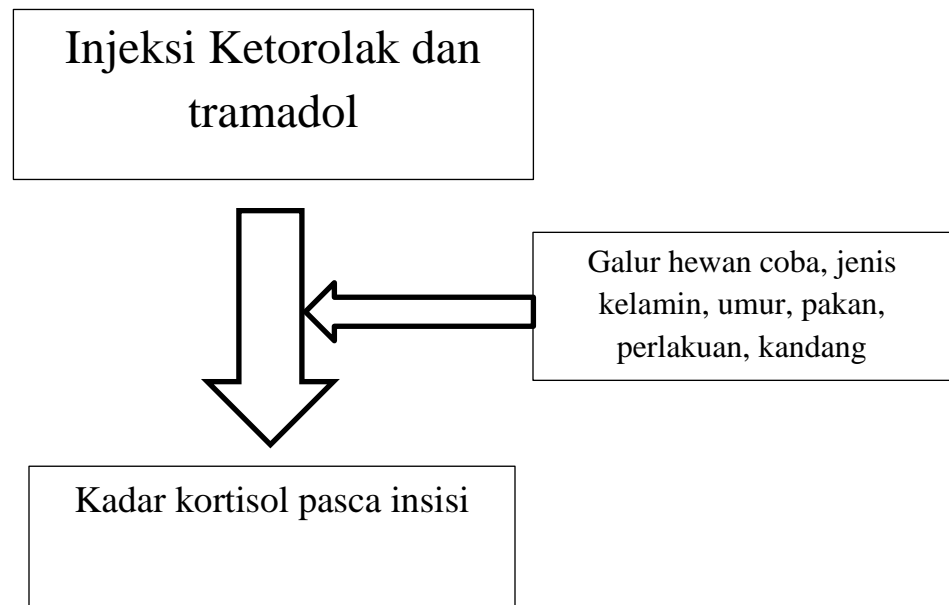 Injeksi Ketorolak dan
tramadol
Galur hewan coba, jenis
kelamin, umur, pakan,
perlakuan, kandang
Kadar kortisol pasca insisi